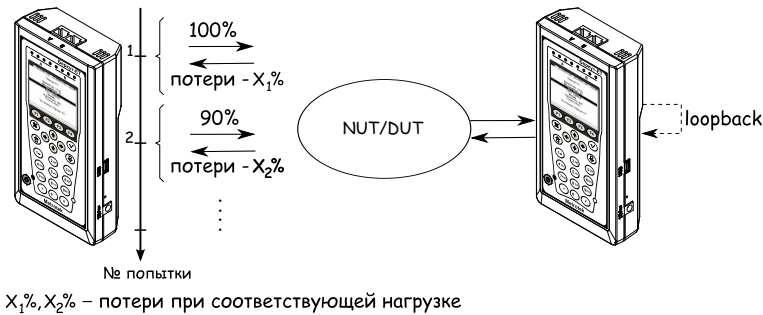 100%
1
потери - X₁%
90%
2
потери - X₂%
NUT/DUT
loopback
№ попытки
X₁%, X₂% – потери при соответствующей нагрузке